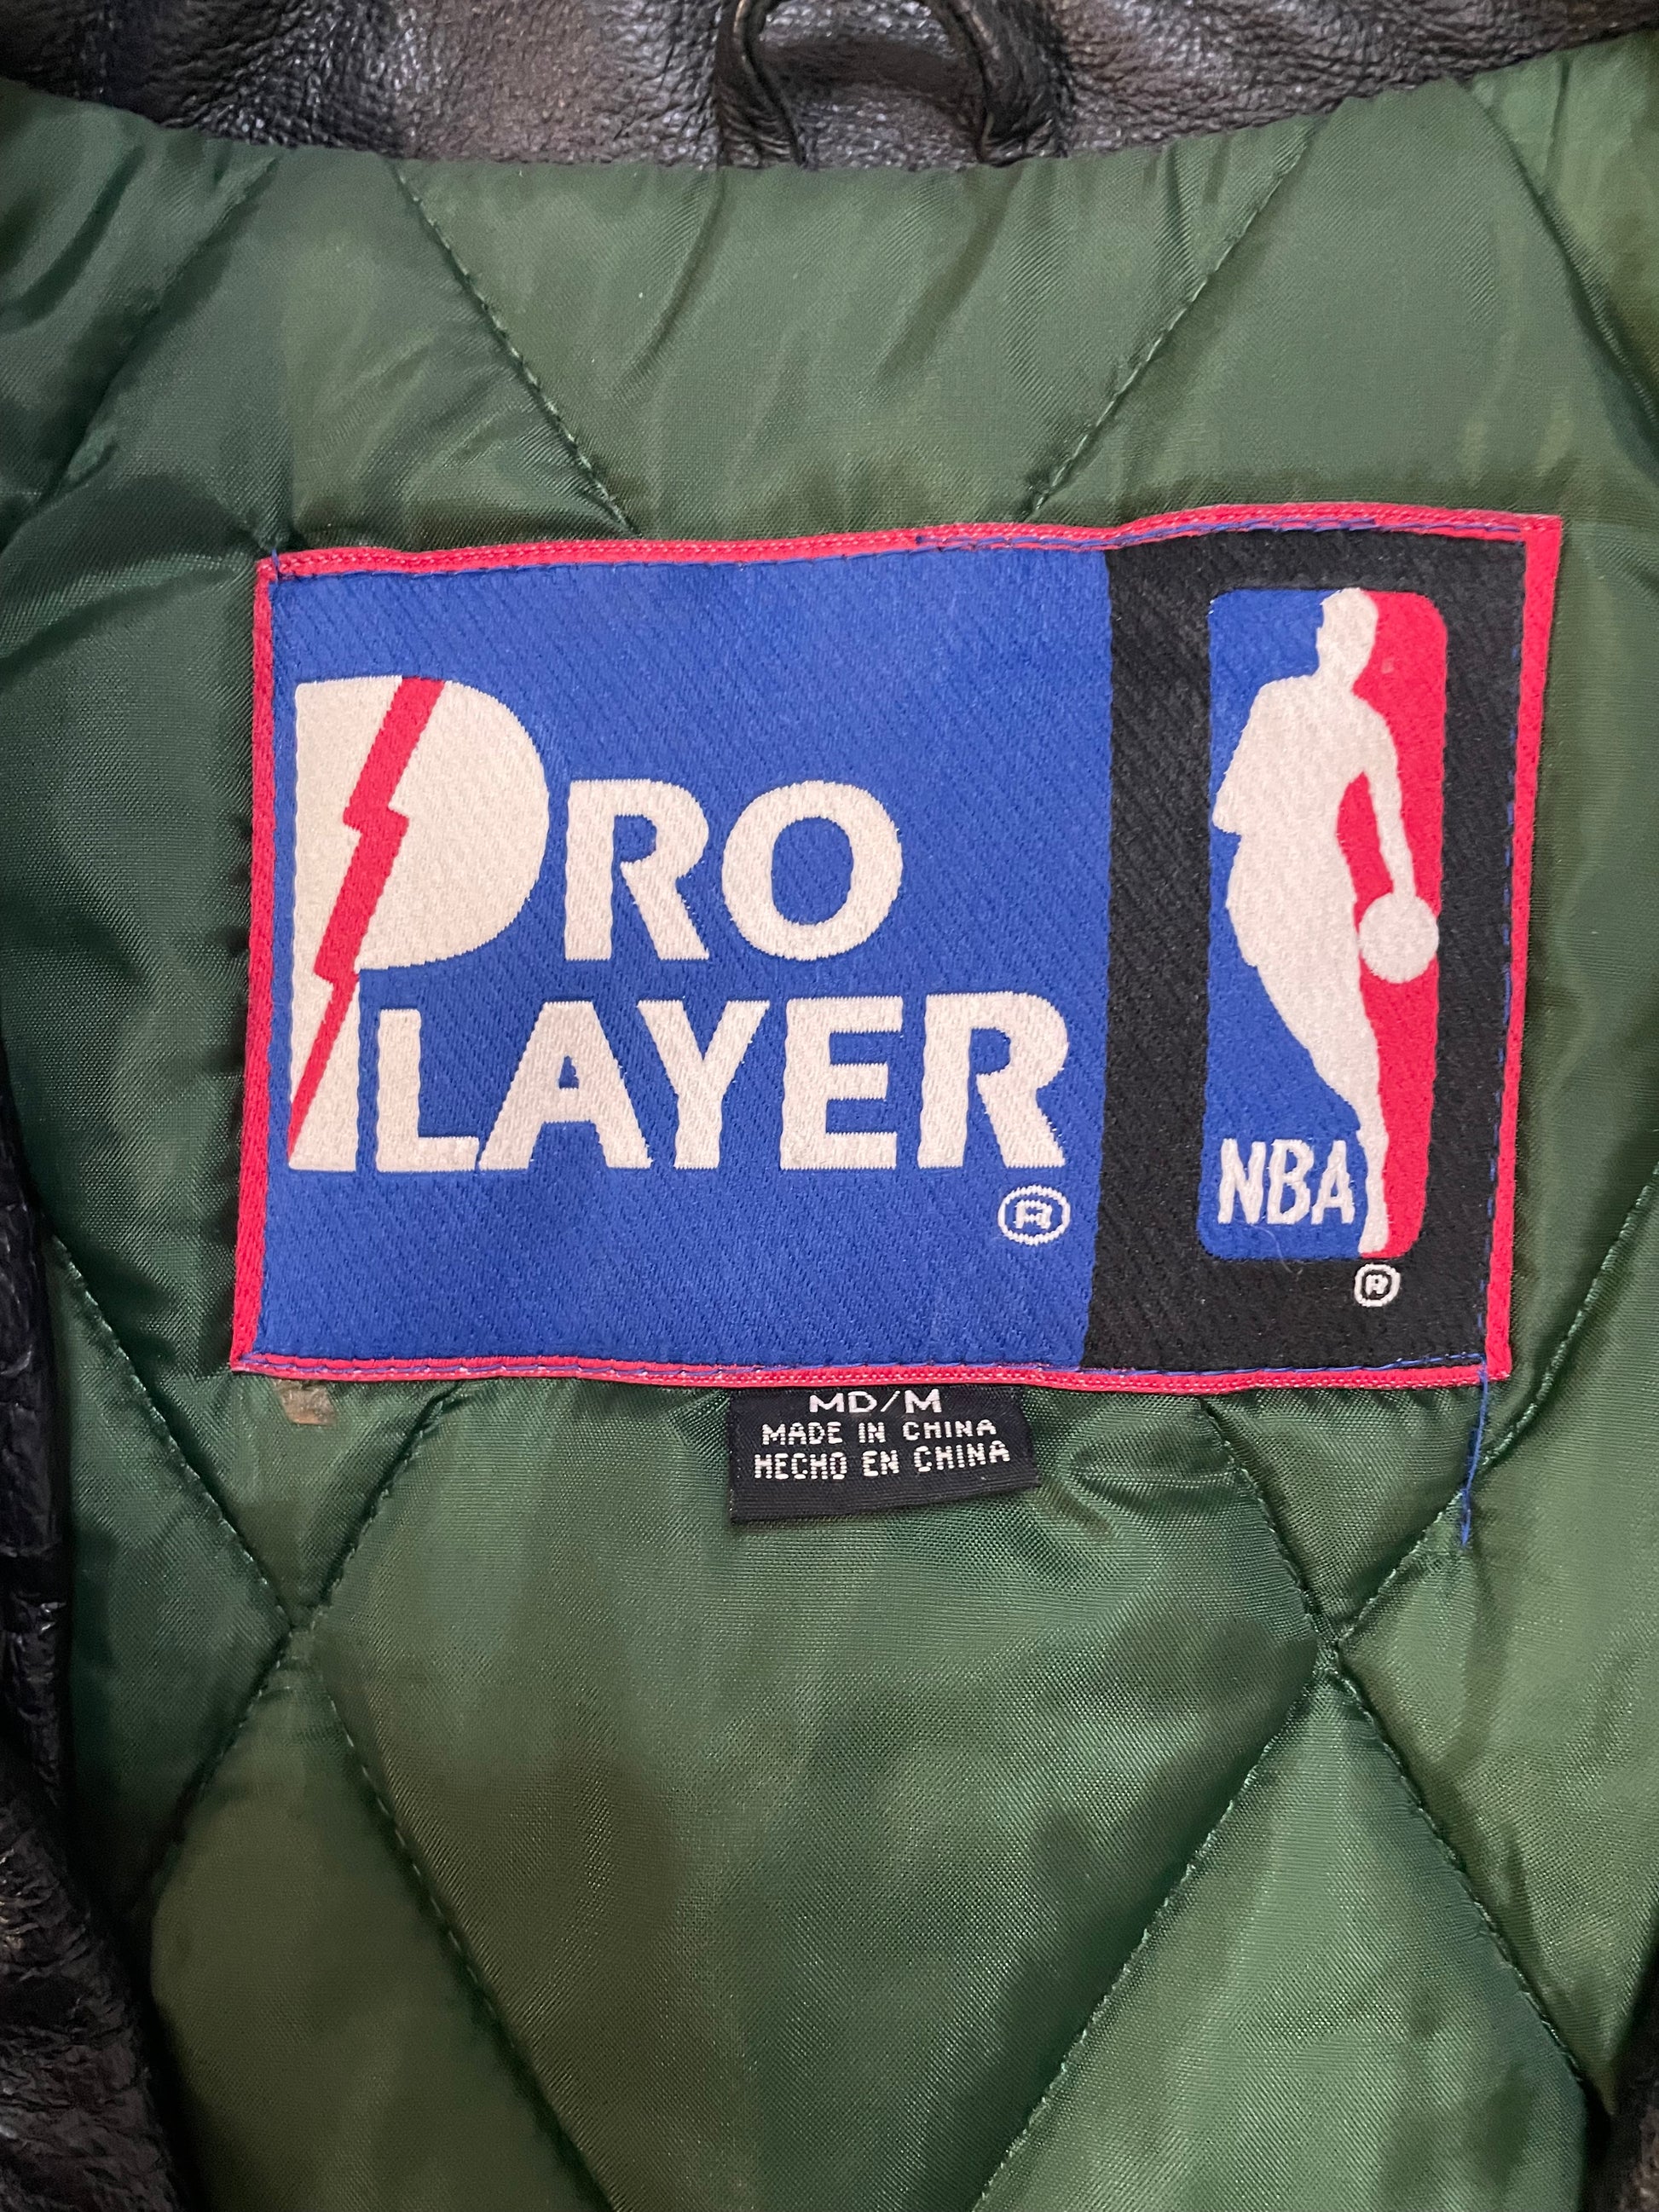 PRO
PLAYER
®
NBA
®
MD/M
MADE IN CHINA
HECHO EN CHINA